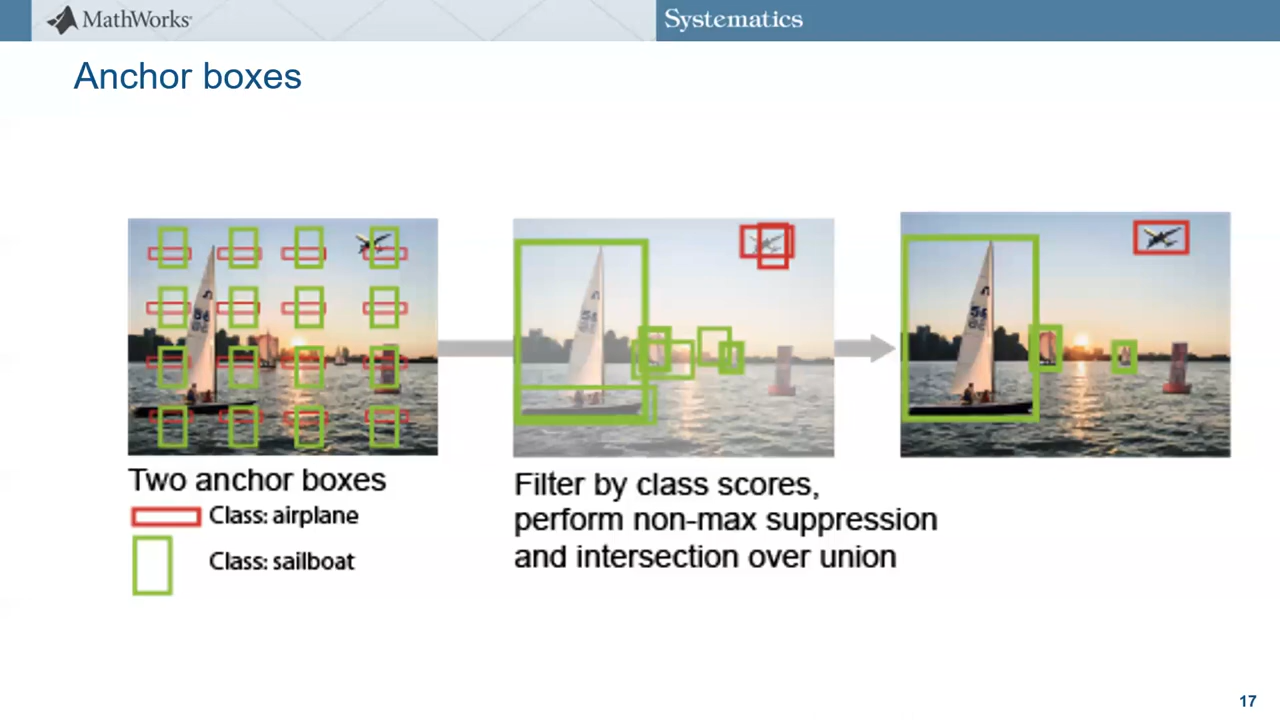 MathWorks
Systematics
Anchor boxes
Two anchor boxes
Class: airplane
Class: sailboat
Filter by class scores,
perform non-max suppression
and intersection over union
17